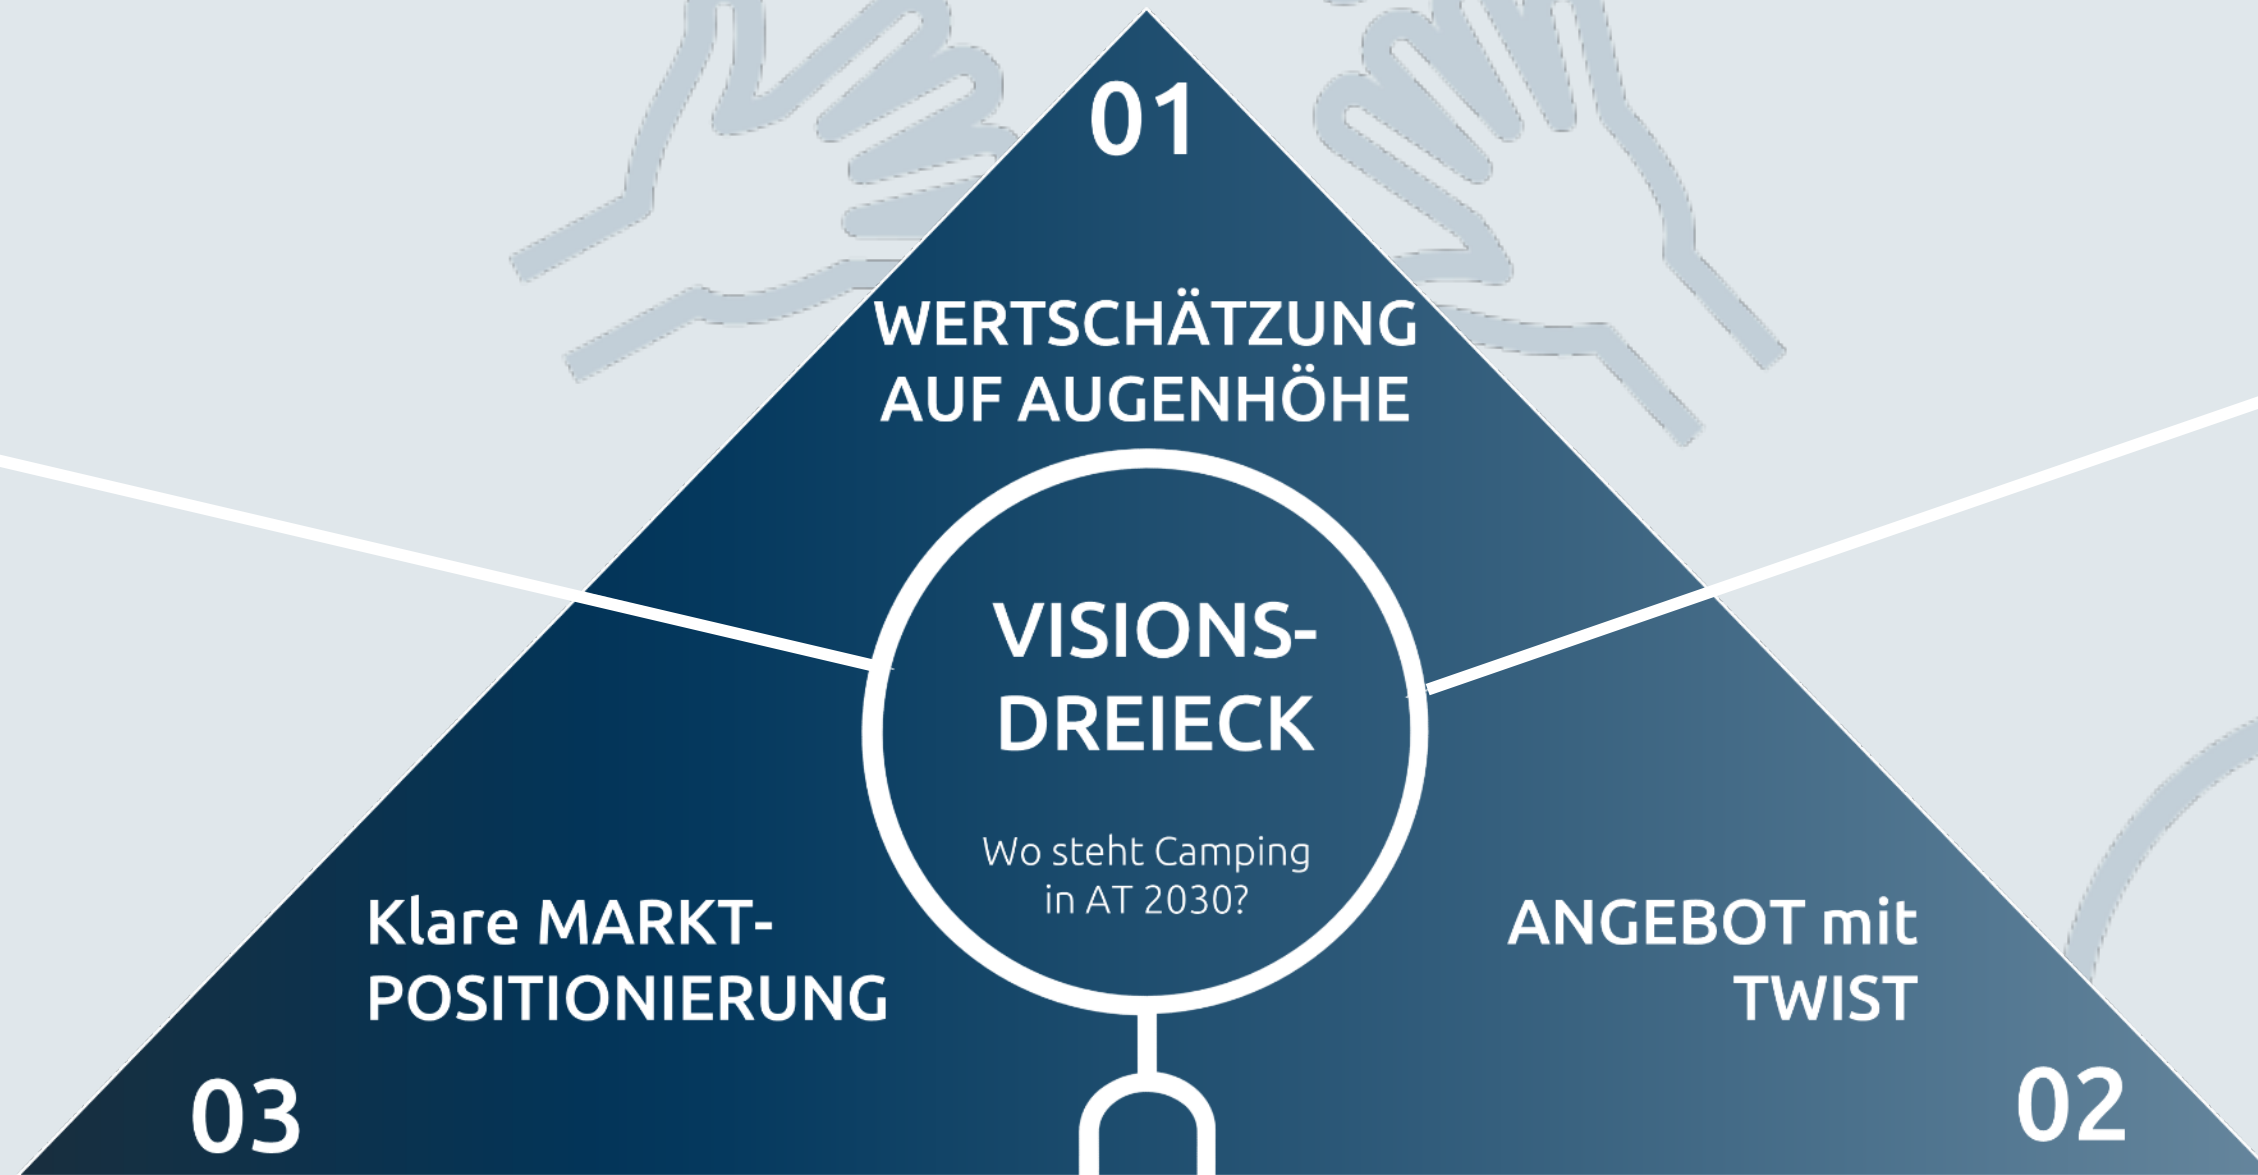 01
WERTSCHÄTZUNG
AUF AUGENHÖHE
VISIONS-
DREIECK
Wo steht Camping
in AT 2030?
Klare MARKT-
POSITIONIERUNG
03
ANGEBOT mit
TWIST
02